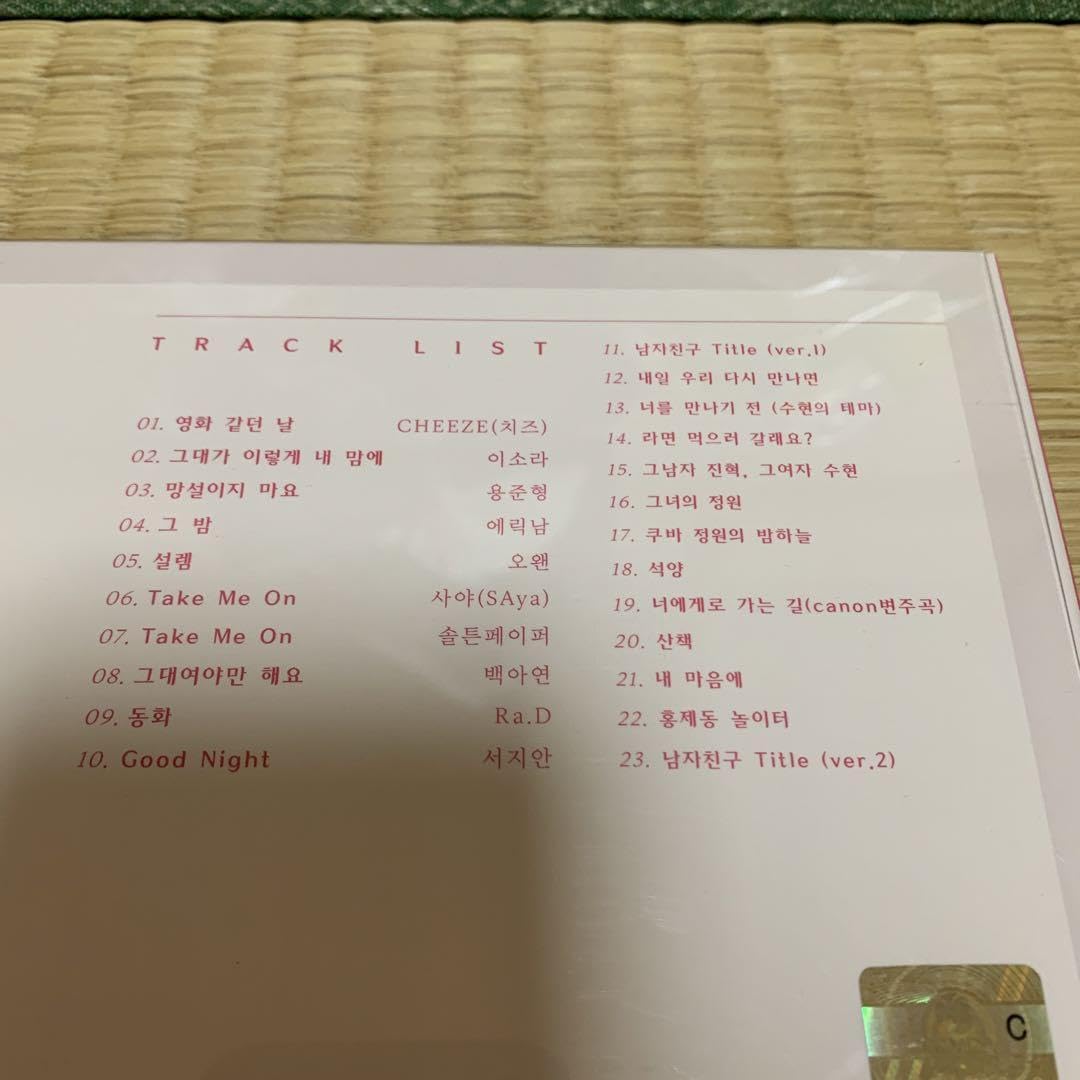 TRACK LIST
01. 영화 같던 날 CHEEZE(치즈)
02. 그대가 이렇게 내 맘에 이소라
03. 망설이지 마요 용준형
04. 그 밤 에릭남
05. 설렘 오왠
06. Take Me On 사야(SAya)
07. Take Me On 솔튼페이퍼
08. 그대여야만 해요 백아연
09. 동화 Ra.D
10. Good Night 서지안
11. 남자친구 Title (ver.1)
12. 내일 우리 다시 만나면
13. 너를 만나기 전 (수현의 테마)
14. 라면 먹으러 갈래요?
15. 그남자 진혁, 그여자 수현
16. 그녀의 정원
17. 쿠바 정원의 밤하늘
18. 석양
19. 너에게로 가는 길(canon변주곡)
20. 산책
21. 내 마음에
22. 홍제동 놀이터
23. 남자친구 Title (ver.2)
C